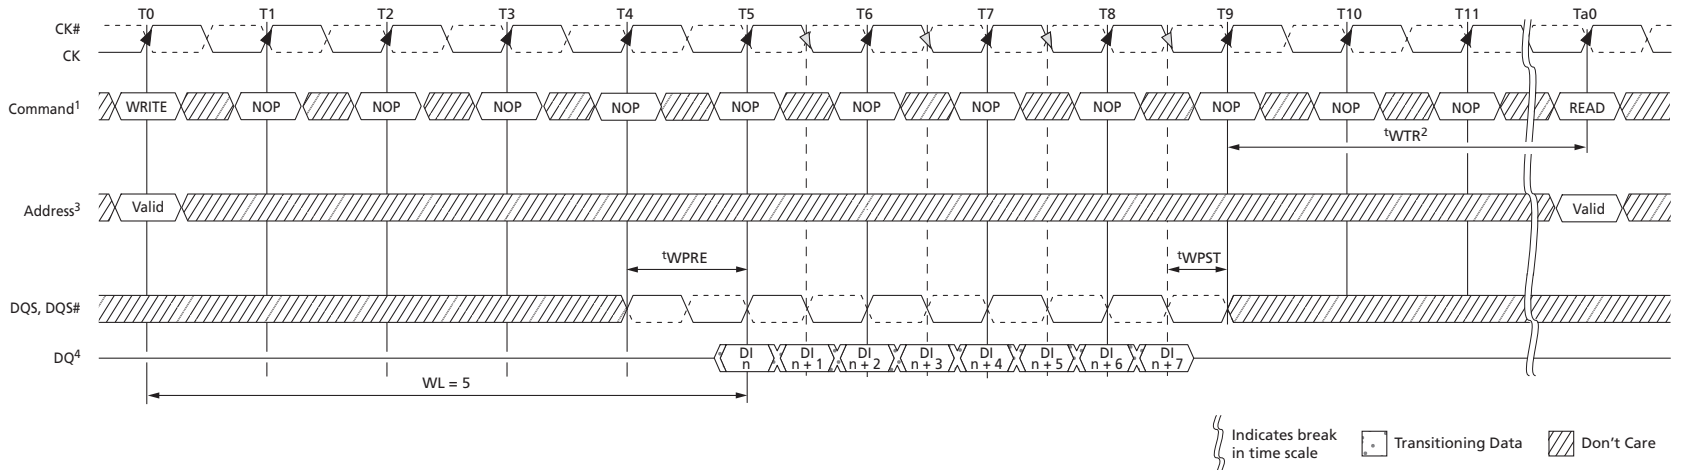 T0 T1 T2 T3 T4 T5 T6 T7 T8 T9 T10 T11 Ta0
CK#
CK
Command1 WRITE NOP NOP NOP NOP NOP NOP NOP NOP NOP NOP NOP READ
tWTR2
Address3 Valid Valid
tWPRE tWPST
DQS, DQS#
DQ4 DI n DI n + 1 DI n + 2 DI n + 3 DI n + 4 DI n + 5 DI n + 6 DI n + 7
WL = 5
Indicates break
in time scale
Transitioning Data
Don't Care